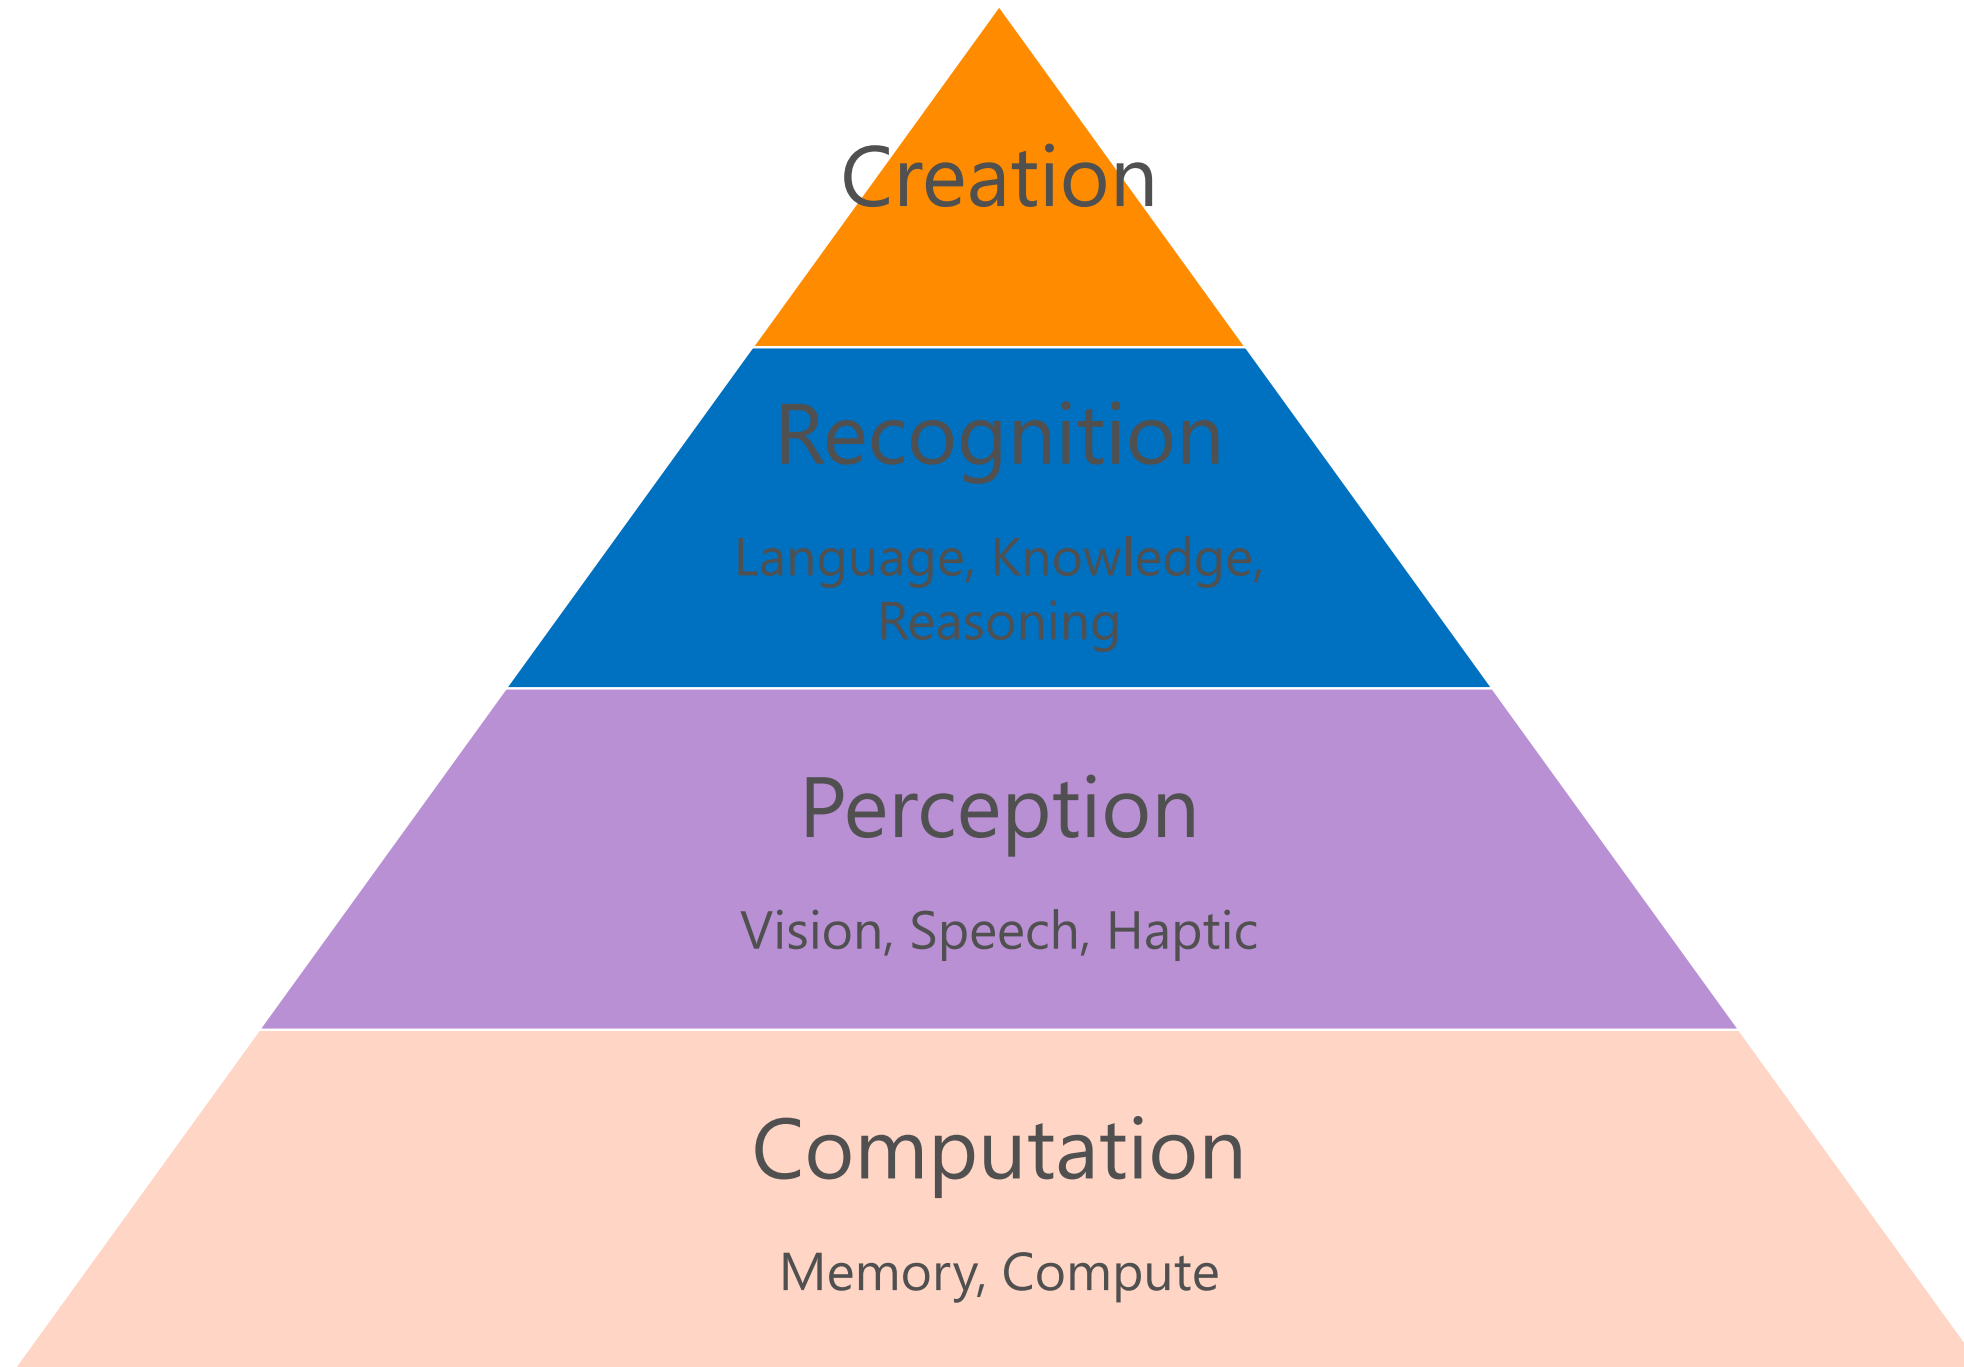 Creation
Recognition
Language, Knowledge,
Reasoning
Perception
Vision, Speech, Haptic
Computation
Memory, Compute